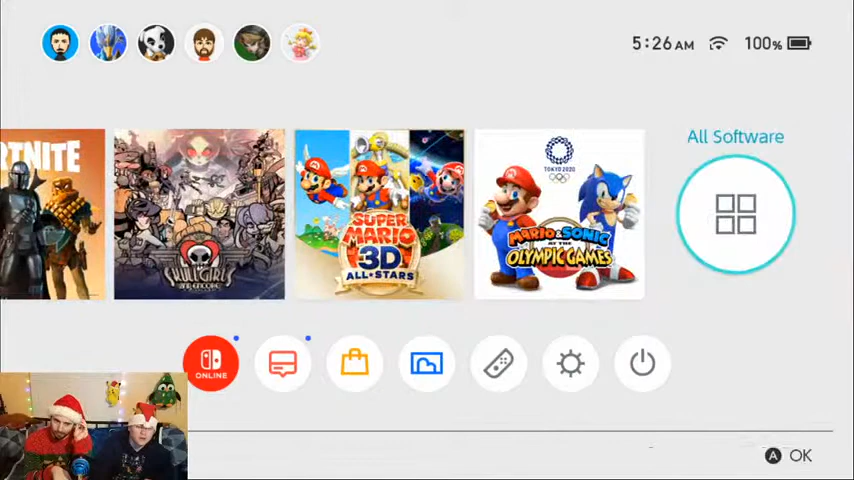 5:26 AM 100%
All Software
RTNITE
TOKYO 2020
SKULLGIRLS
2ND ENCORE
SUPER
MARIO
3D
ALL-STARS
MARIO & SONIC
AT THE
OLYMPIC GAMES
ONLINE
A OK